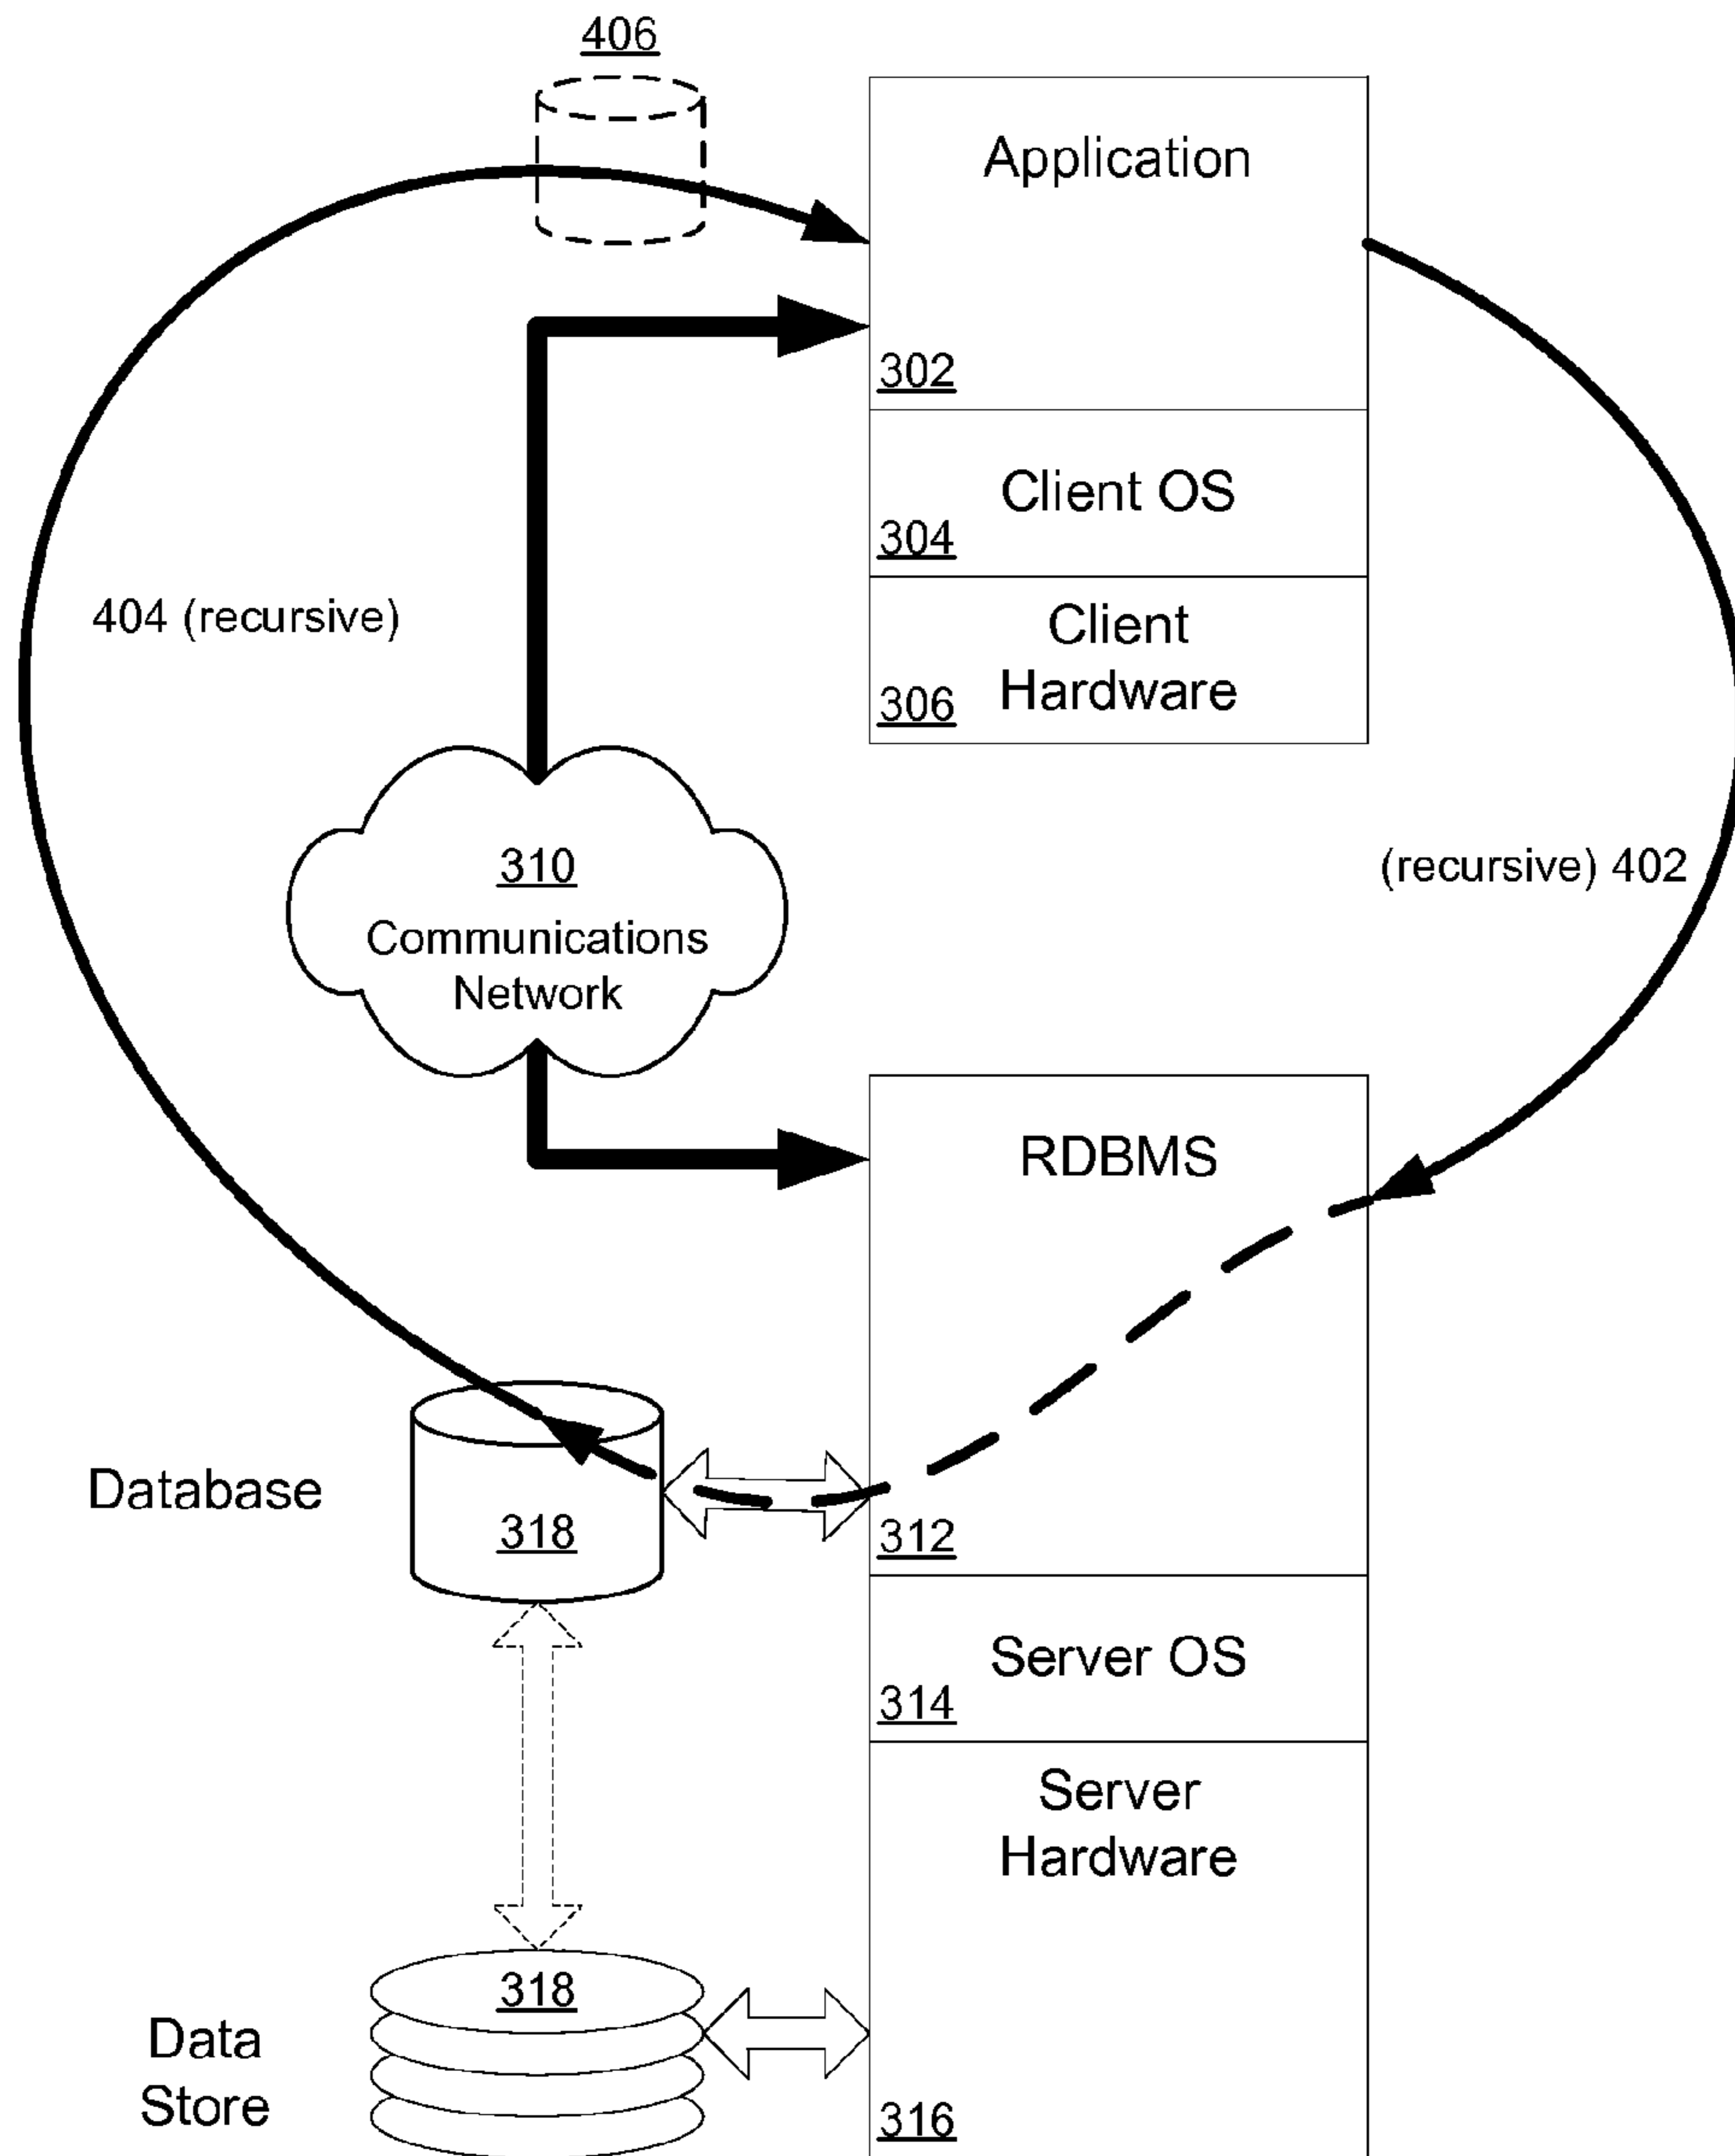 406
Application
302
Client OS
304
404 (recursive)
Client
Hardware
306
310
Communications
Network
(recursive) 402
RDBMS
Database
318
312
Server OS
314
Server
Hardware
318
Data
Store
316